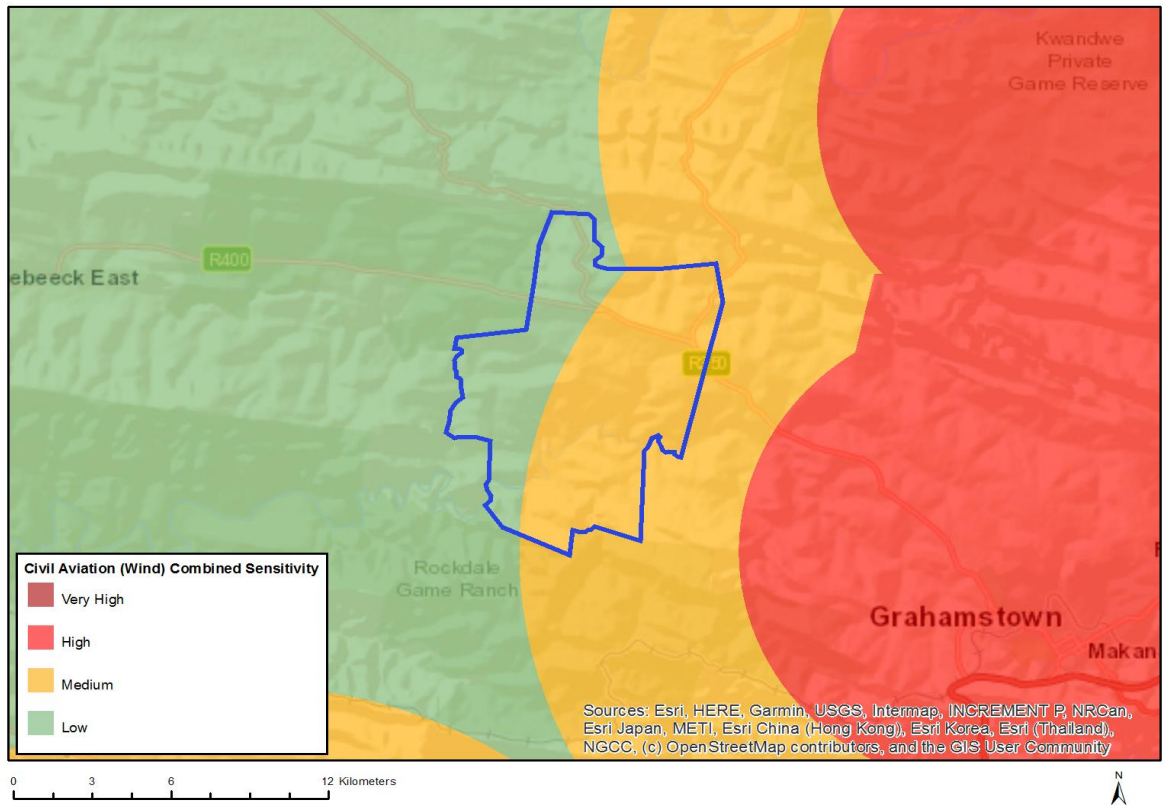 Kwandwe
Private
Game Reserve
R400
ebeeck East
Rockdale
Game Ranch
Grahamstown
Makan
Civil Aviation (Wind) Combined Sensitivity
Very High
High
Medium
Low
Sources: Esri, HERE, Garmin, USGS, Intermap, INCREMENT P, NRCan,
Esri Japan, METI, Esri China (Hong Kong), Esri Korea, Esri (Thailand),
NGCC, (c) OpenStreetMap contributors, and the GIS User Community
0 3 6 12 Kilometers
N